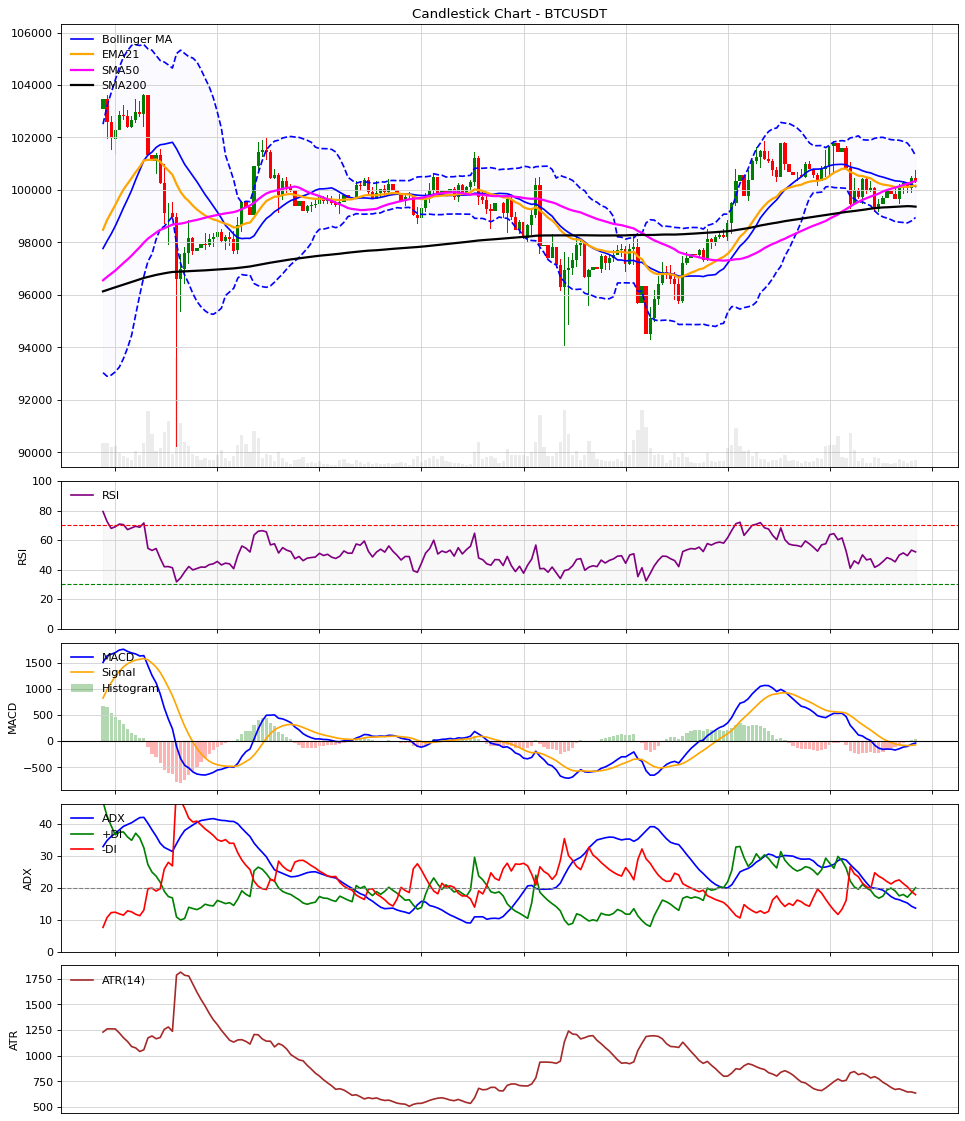 Candlestick Chart - BTCUSDT
106000
104000
102000
100000
98000
96000
94000
92000
90000
Bollinger MA
EMA21
SMA50
SMA200
100
80
60
40
20
0
RSI
RSI
1500
1000
500
0
−500
MACD
MACD
Signal
Histogram
40
30
20
10
0
ADX
ADX
+DI
-DI
1750
1500
1250
1000
750
500
ATR
ATR(14)